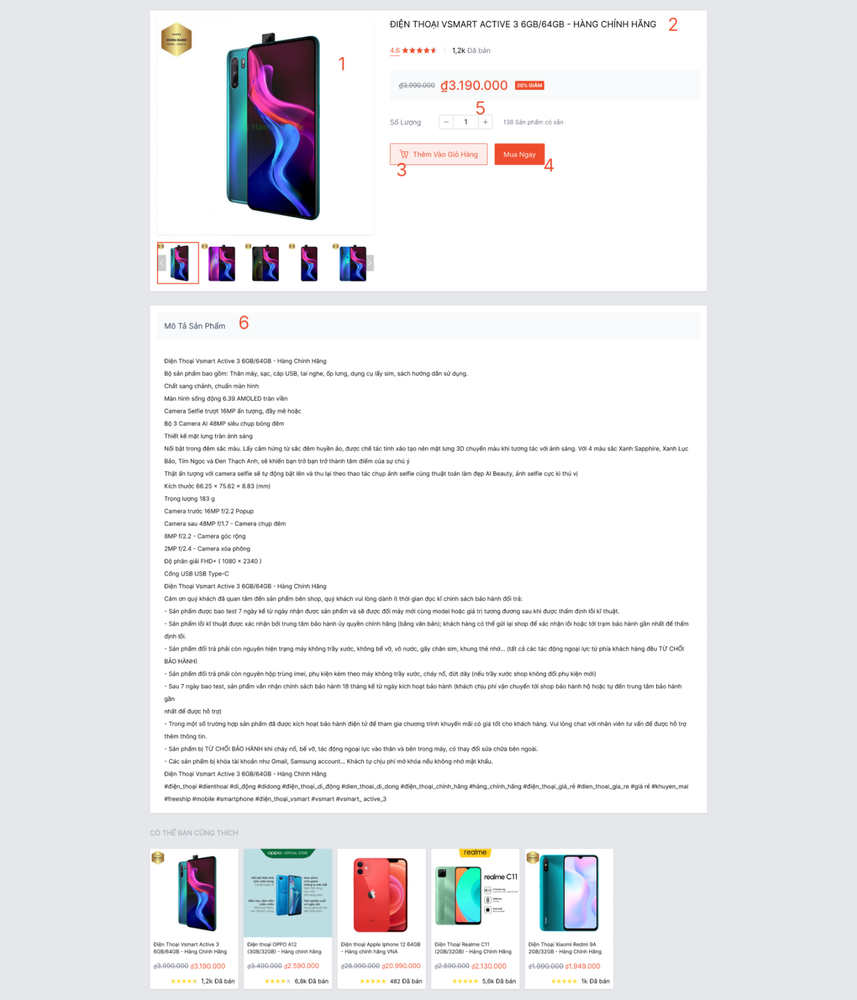 HONG HANH
Mobile - Electric
1
ĐIỆN THOẠI VSMART ACTIVE 3 6GB/64GB - HÀNG CHÍNH HÃNG
2
4.6
1,2k Đã bán
₫3.990.000 ₫3.190.000 20% GIẢM
5
Số Lượng
1
138 Sản phẩm có sẵn
Thêm Vào Giỏ Hàng
Mua Ngay
3
4
Mô Tả Sản Phẩm
6
Điện Thoại Vsmart Active 3 6GB/64GB - Hàng Chính Hãng
Bộ sản phẩm bao gồm: Thân máy, sạc, cáp USB, tai nghe, ốp lưng, dụng cụ lấy sim, sách hướng dẫn sử dụng.
Chất sang chảnh, chuẩn màn hình
Màn hình sống động 6.39 AMOLED tràn viền
Camera Selfie trượt 16MP ấn tượng, đầy mê hoặc
Bộ 3 Camera AI 48MP siêu chụp bóng đêm
Thiết kế mặt lưng tràn ánh sáng
Nổi bật trong đêm sắc màu. Lấy cảm hứng từ sắc đêm huyền ảo, được chế tác tinh xảo tạo nên mặt lưng 3D chuyển màu khi tương tác với ánh sáng. Với 4 màu sắc Xanh Sapphire, Xanh Lục
Bảo, Tím Ngọc và Đen Thạch Anh, sẽ khiến bạn trở bạn trở thành tâm điểm của sự chú ý
Thật ấn tượng với camera selfie sẽ tự động bật lên và thu lại theo thao tác chụp ảnh selfie cùng thuật toán làm đẹp AI Beauty, ảnh selfie cực kì thú vị
Kích thước 66.25 x 75.62 x 8.83 (mm)
Trọng lượng 183 g
Camera trước 16MP f/2.2 Popup
Camera sau 48MP f/1.7 - Camera chụp đêm
8MP f/2.2 - Camera góc rộng
2MP f/2.4 - Camera xóa phông
Độ phân giải FHD+ ( 1080 x 2340 )
Cổng USB USB Type-C
Điện Thoại Vsmart Active 3 6GB/64GB - Hàng Chính Hãng
Cảm ơn quý khách đã quan tâm đến sản phẩm bên shop, quý khách vui lòng dành ít thời gian đọc kĩ chính sách bảo hành đổi trả:
- Sản phẩm được bao test 7 ngày kể từ ngày nhận được sản phẩm và sẽ được đổi máy mới cùng model hoặc giá trị tương đương sau khi được thẩm định lỗi kĩ thuật.
- Sản phẩm lỗi kĩ thuật được xác nhận bởi trung tâm bảo hành ủy quyền chính hãng (bằng văn bản); khách hàng có thể gửi lại shop để xác nhận lỗi hoặc tới trạm bảo hành gần nhất để thẩm
định lỗi.
- Sản phẩm đổi trả phải còn nguyên hiện trạng máy không trầy xước, không bể vỡ, vô nước, gãy chân sim, khung thẻ nhớ... (tất cả các tác động ngoại lực từ phía khách hàng đều TỪ CHỐI
BẢO HÀNH)
- Sản phẩm đổi trả phải còn nguyên hộp trùng imei, phụ kiện kèm theo máy không trầy xước, cháy nổ, đứt dây (nếu trầy xước shop không đổi phụ kiện mới)
- Sau 7 ngày bao test, sản phẩm vẫn nhận chính sách bảo hành 18 tháng kể từ ngày kích hoạt bảo hành (khách chịu phí vận chuyển tới shop bảo hành hộ hoặc tự đến trung tâm bảo hành
gần
nhất để được hỗ trợ)
- Trong một số trường hợp sản phẩm đã được kích hoạt bảo hành điện tử để tham gia chương trình khuyến mãi có giá tốt cho khách hàng. Vui lòng chat với nhân viên tư vấn để được hỗ trợ
thêm thông tin.
- Sản phẩm bị TỪ CHỐI BẢO HÀNH khi cháy nổ, bể vỡ, tác động ngoại lực vào thân và bên trong máy, có thay đổi sửa chữa bên ngoài.
- Các sản phẩm bị khóa tài khoản như Gmail, Samsung account... Khách tự chịu phí mở khóa nếu không nhớ mật khẩu.
Điện Thoại Vsmart Active 3 6GB/64GB - Hàng Chính Hãng
#điện_thoại #dienthoai #di_động #didong #điện_thoại_di_động #dien_thoai_di_dong #điện_thoại_chính_hãng #hàng_chính_hãng #điện_thoại_giá_rẻ #dien_thoai_gia_re #giá rẻ #khuyen_mai
#freeship #mobile #smartphone #điện_thoại_vsmart #vsmart #vsmart_ active_3
CÓ THỂ BẠN CŨNG THÍCH
oppo | OFFICIAL STORE
realme
realme C11
Điện Thoại Vsmart Active 3
6GB/64GB - Hàng Chính Hãng
₫3.990.000 ₫3.190.000
1,2k Đã bán
Điện thoại OPPO A12
(3GB/32GB) - Hàng chính hãng
₫3.490.000 ₫2.590.000
6,8k Đã bán
Điện thoại Apple Iphone 12 64GB
- Hàng chính hãng VNA
₫26.990.000 ₫20.990.000
482 Đã bán
Điện Thoại Realme C11
(2GB/32GB) - Hàng Chính Hãng
₫2.690.000 ₫2.130.000
5,6k Đã bán
Điện Thoại Xiaomi Redmi 9A
2GB/32GB - Hàng Chính Hãng
₫1.990.000 ₫1.949.000
1k Đã bán